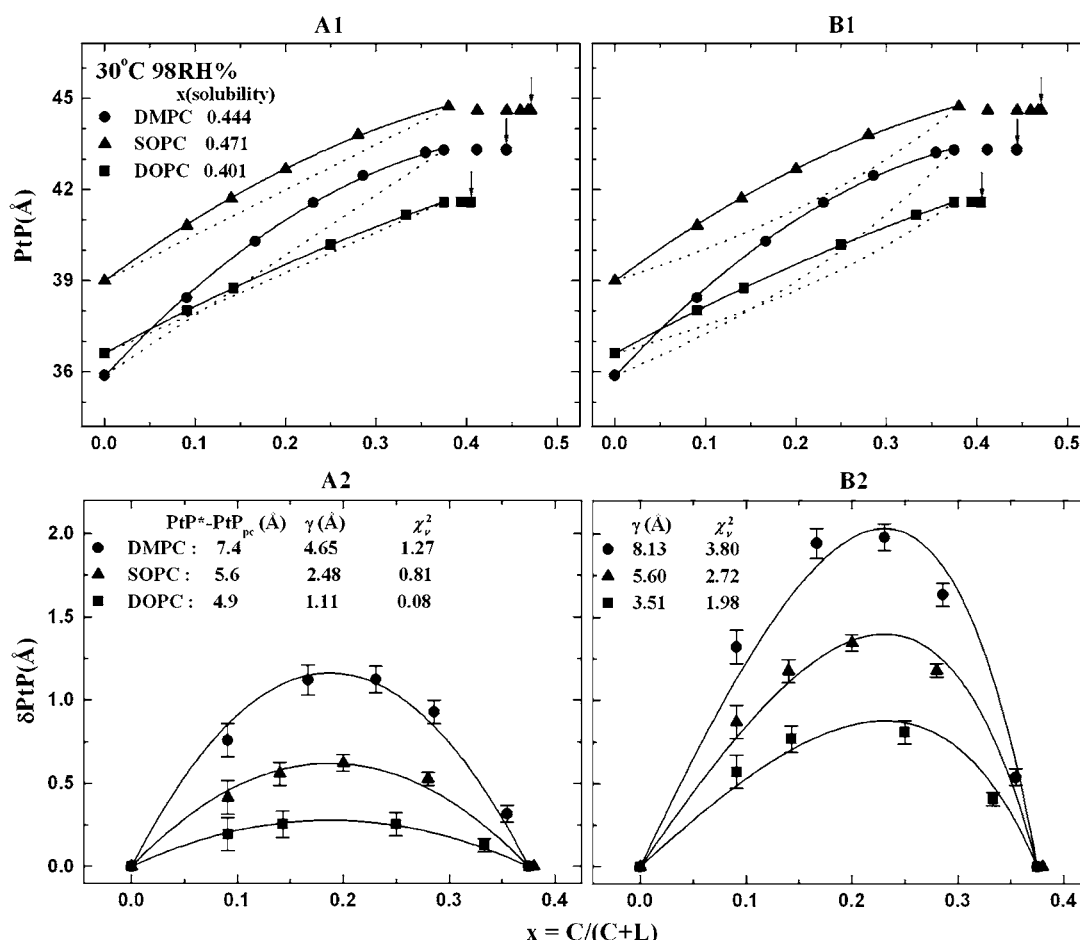 A1
B1
30°C 98RH%
x(solubility)
DMPC 0.444
SOPC 0.471
DOPC 0.401
PtP(Å)
45
42
39
36
0.0 0.1 0.2 0.3 0.4 0.5
0.0 0.1 0.2 0.3 0.4 0.5
A2
B2
PtP*-PtPpc (Å) γ (Å) χν²
DMPC : 7.4 4.65 1.27
SOPC : 5.6 2.48 0.81
DOPC : 4.9 1.11 0.08
γ (Å) χν²
8.13 3.80
5.60 2.72
3.51 1.98
δPtP(Å)
2.0
1.5
1.0
0.5
0.0
0.0 0.1 0.2 0.3 0.4
0.0 0.1 0.2 0.3 0.4
x = C/(C+L)